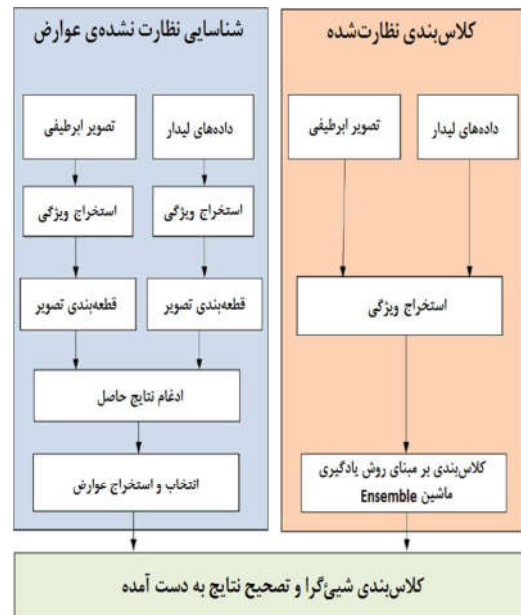 کلاس‌بندی نظارت‌شده
داده‌های لیدار
تصویر ابرطیفی
استخراج ویژگی
کلاس‌بندی بر مبنای روش یادگیری
ماشین Ensemble
شناسایی نظارت نشده‌ی عوارض
داده‌های لیدار
تصویر ابرطیفی
استخراج ویژگی
استخراج ویژگی
قطعه‌بندی تصویر
قطعه‌بندی تصویر
ادغام نتایج حاصل
انتخاب و استخراج عوارض
کلاس‌بندی شیئ‌گرا و تصحیح نتایج به دست آمده